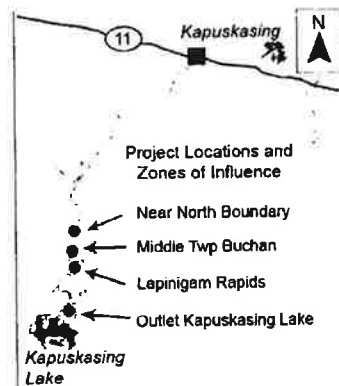 11
Kapuskasing
N
Project Locations and
Zones of Influence
Near North Boundary
Middle Twp Buchan
Lapinigam Rapids
Outlet Kapuskasing Lake
Kapuskasing
Lake